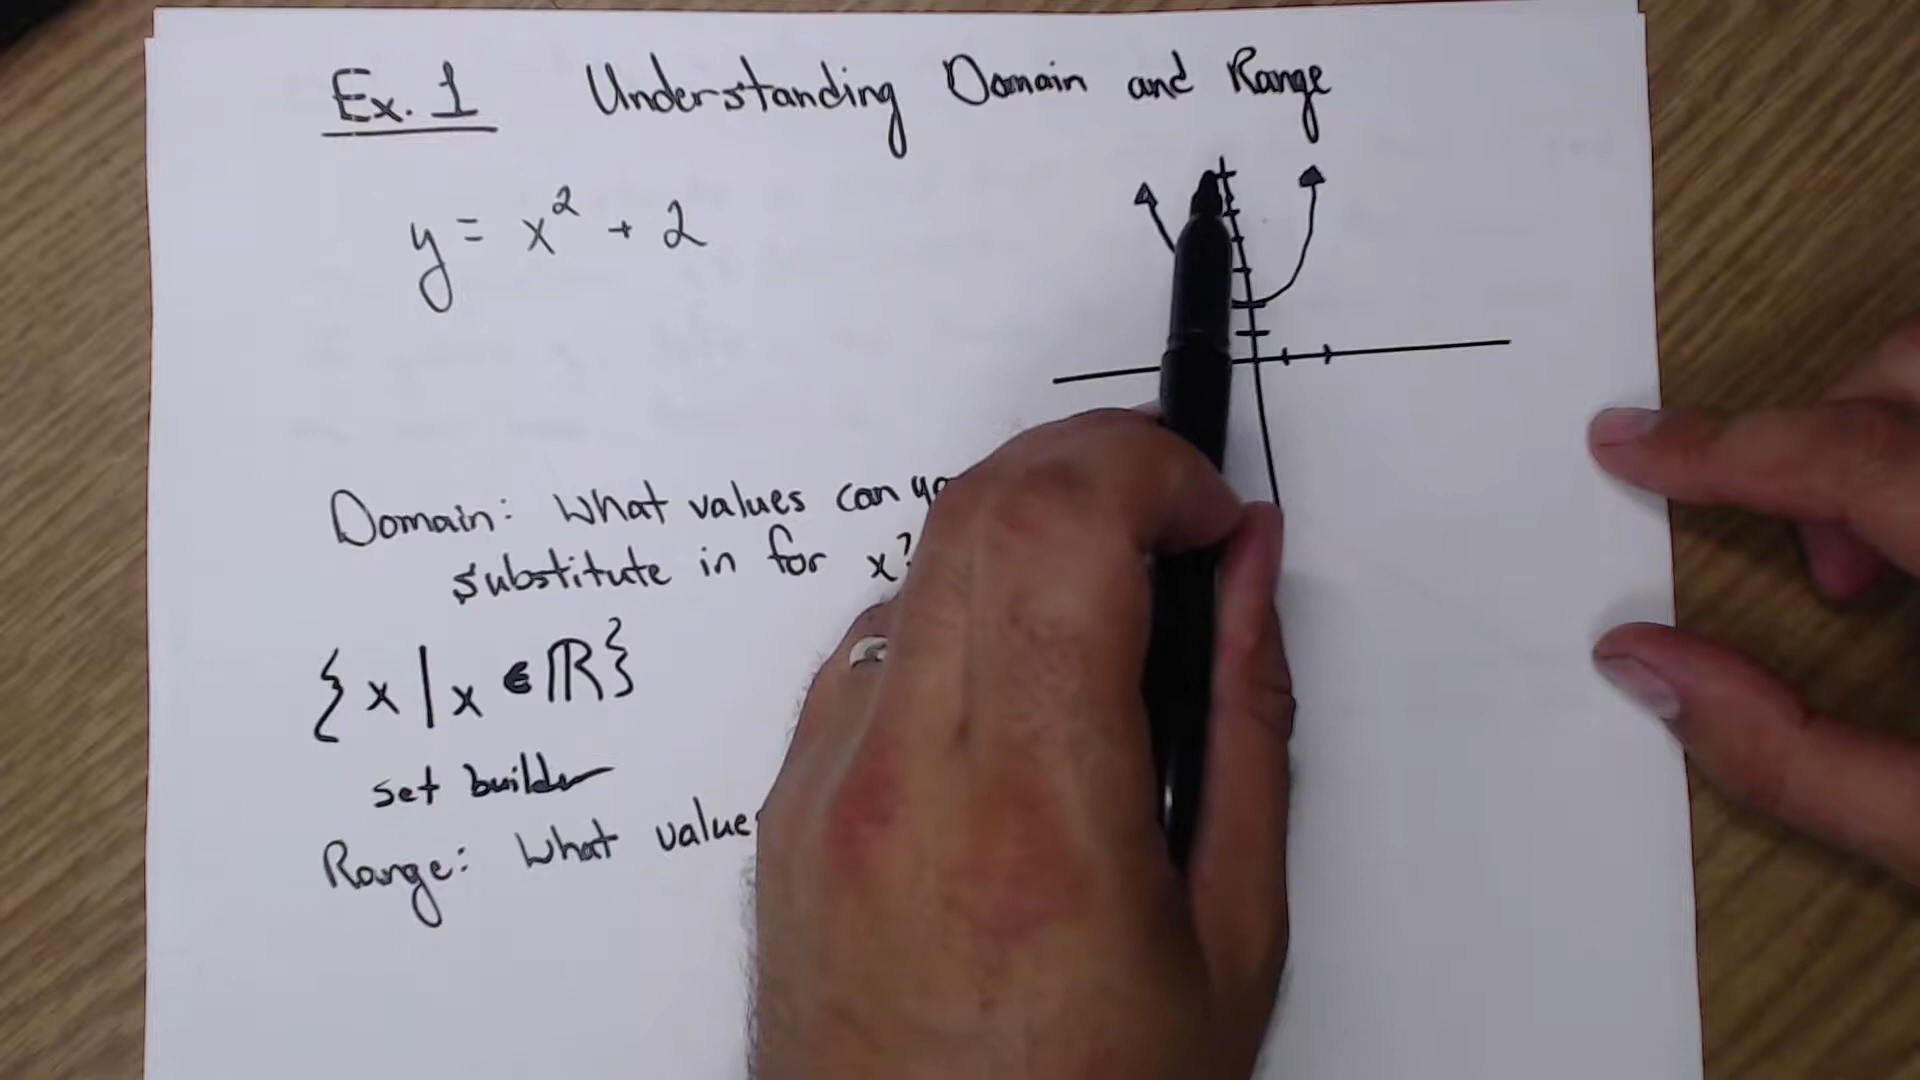 Ex. 1 Understanding Domain and Range
y = x² + 2
Domain: What values can
substitute in for x?
{x | x ∈ ℝ}
set builder
Range: What value